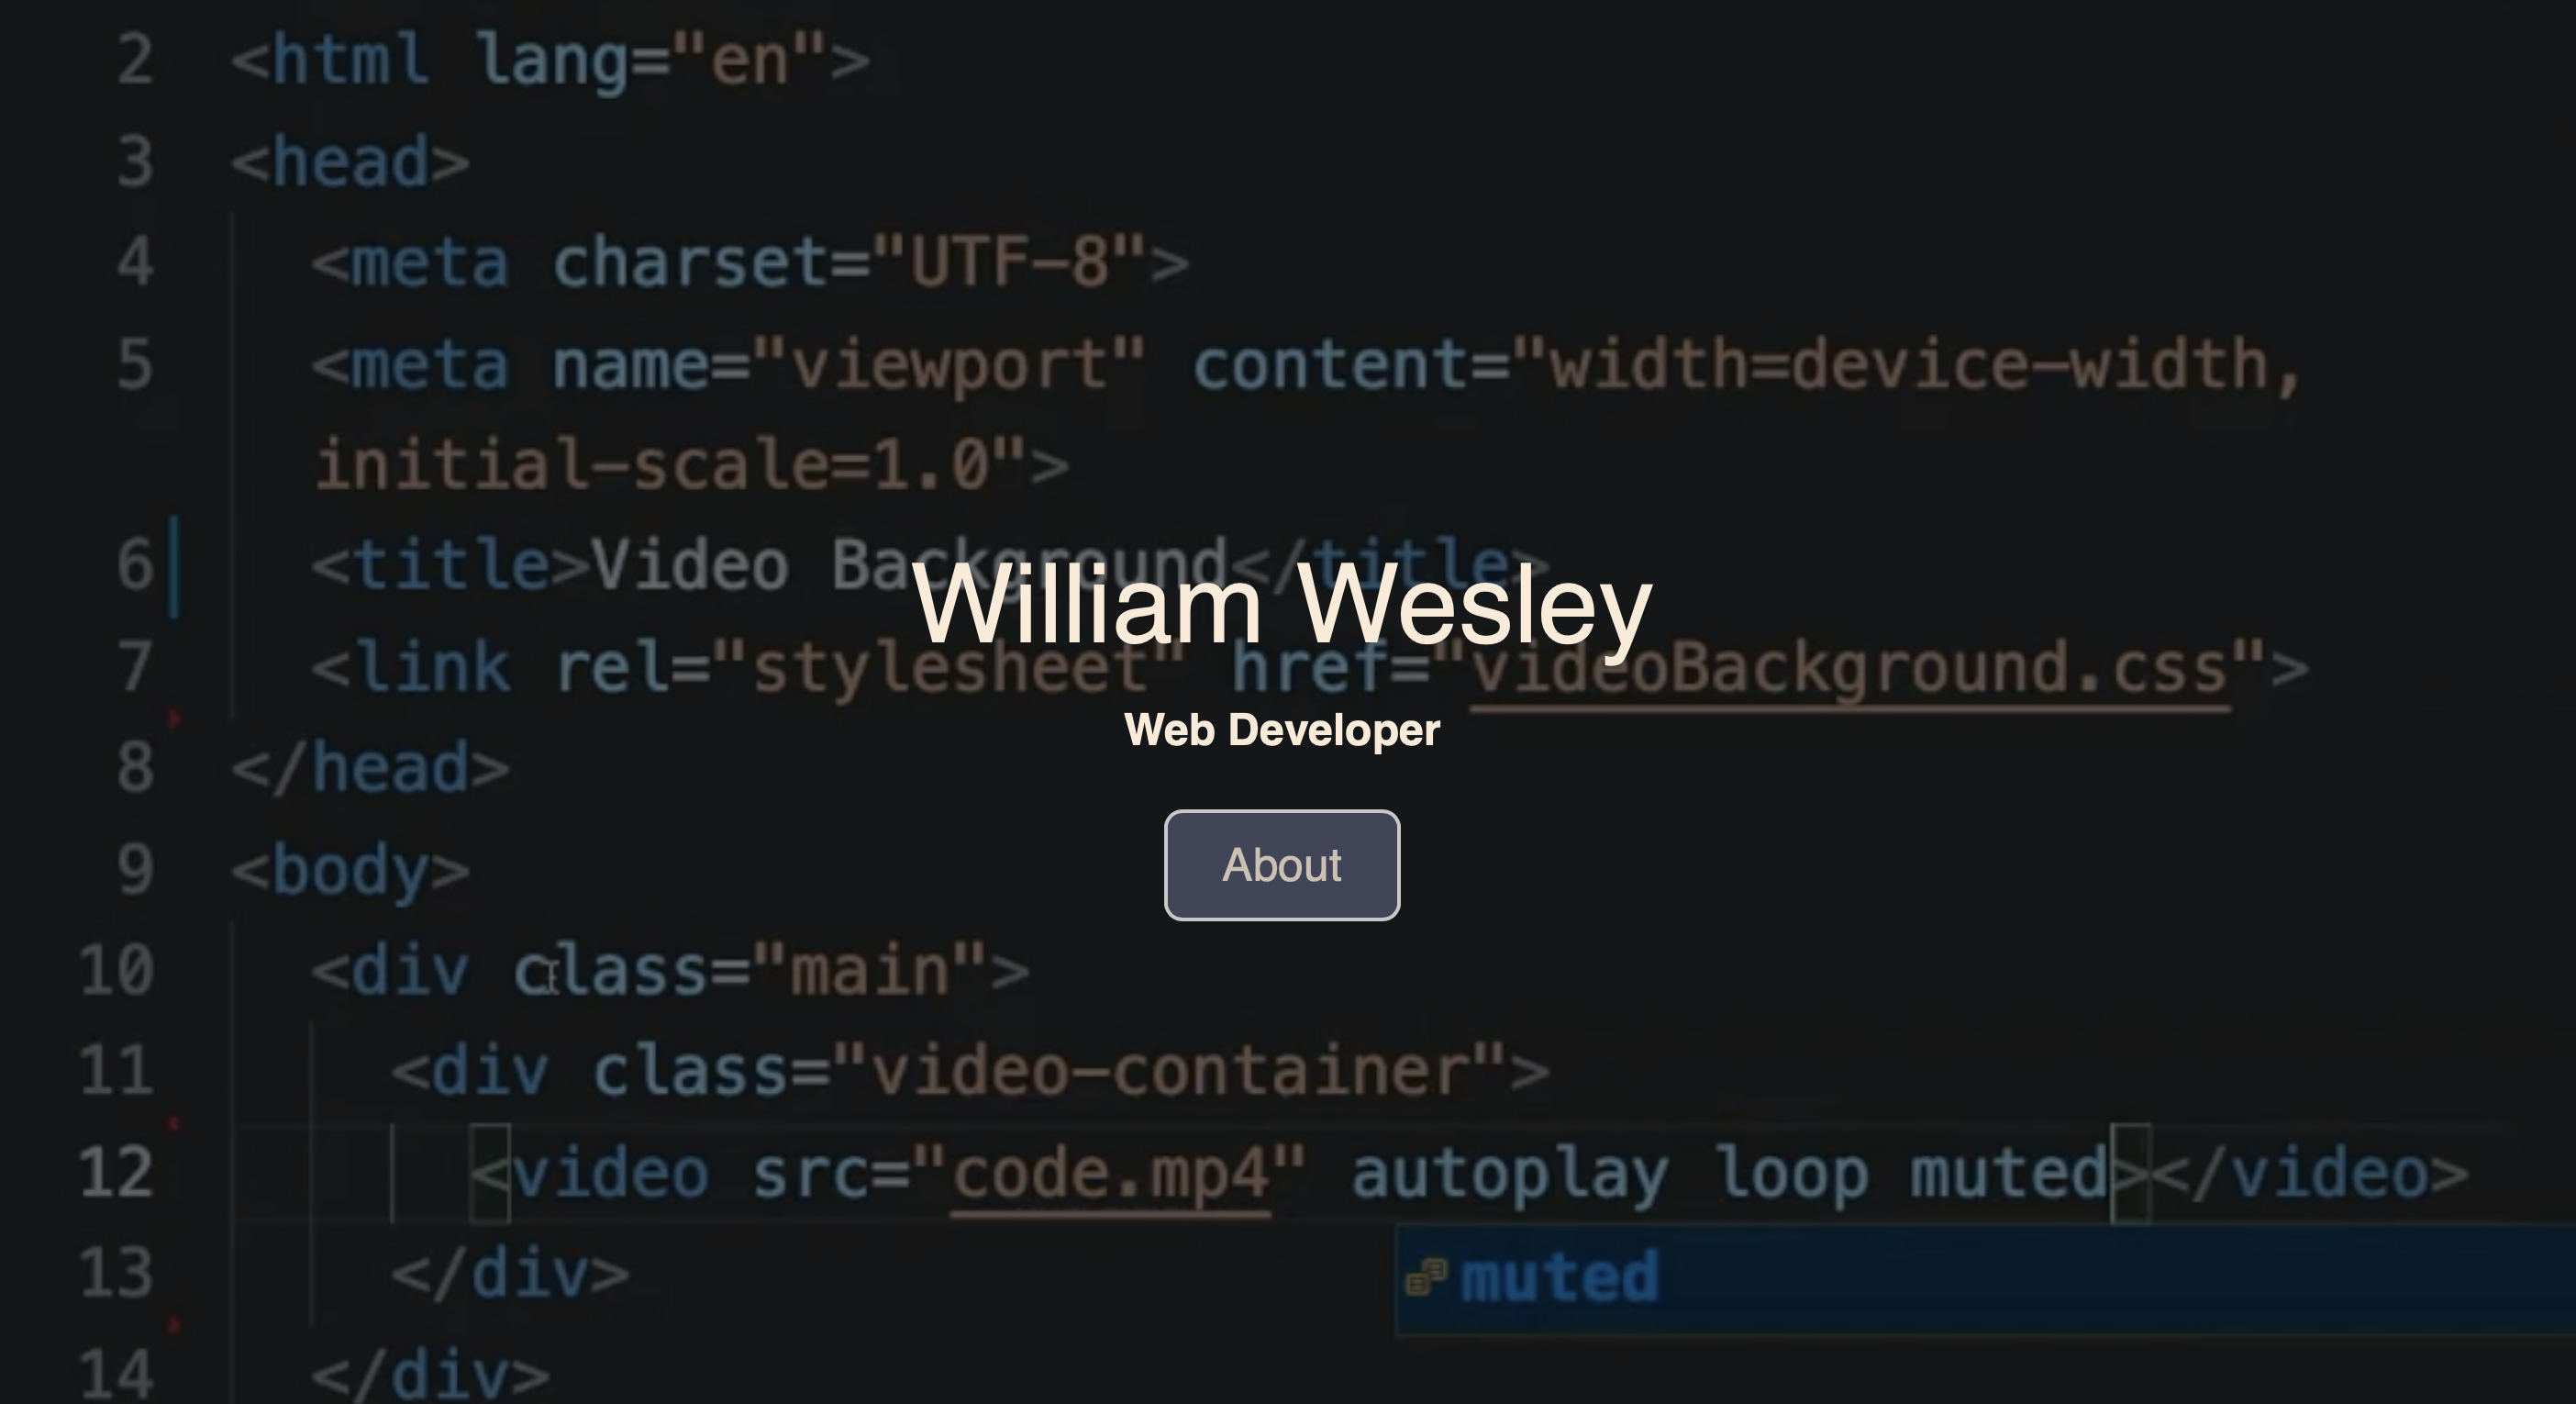 2 <html lang="en">
3 <head>
4 <meta charset="UTF-8">
5 <meta name="viewport" content="width=device-width,
initial-scale=1.0">
6 <title>Video Background</title>
William Wesley
7 <link rel="stylesheet" href="videoBackground.css">
Web Developer
8 </head>
About
9 <body>
10 <div class="main">
11 <div class="video-container">
12 <video src="code.mp4" autoplay loop muted></video>
13 </div>
muted
14 </div>